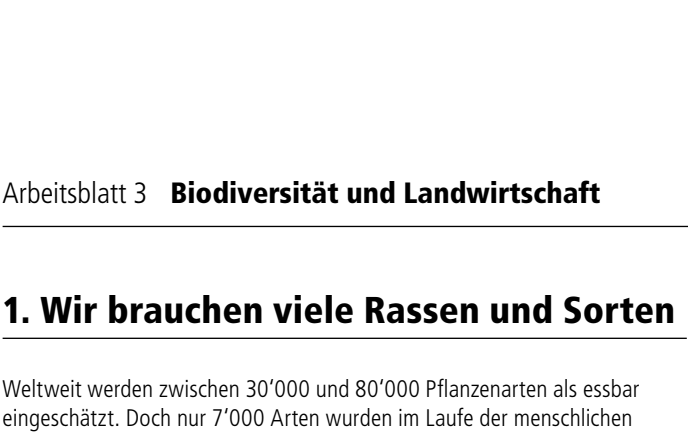 Arbeitsblatt 3 Biodiversität und Landwirtschaft
1. Wir brauchen viele Rassen und Sorten
Weltweit werden zwischen 30‘000 und 80‘000 Pflanzenarten als essbar
eingeschätzt. Doch nur 7‘000 Arten wurden im Laufe der menschlichen